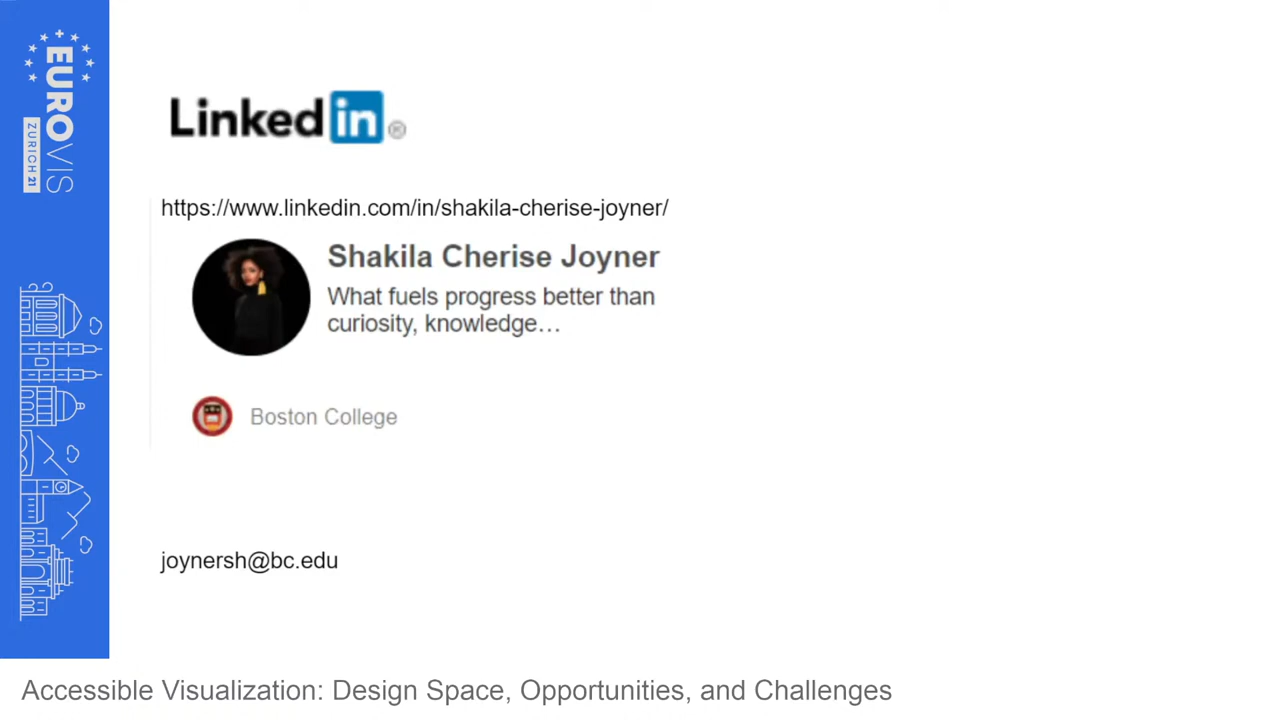 EUROVIS
ZURICH 21
Linkedin®
https://www.linkedin.com/in/shakila-cherise-joyner/
Shakila Cherise Joyner
What fuels progress better than
curiosity, knowledge…
Boston College
joynersh@bc.edu
Accessible Visualization: Design Space, Opportunities, and Challenges